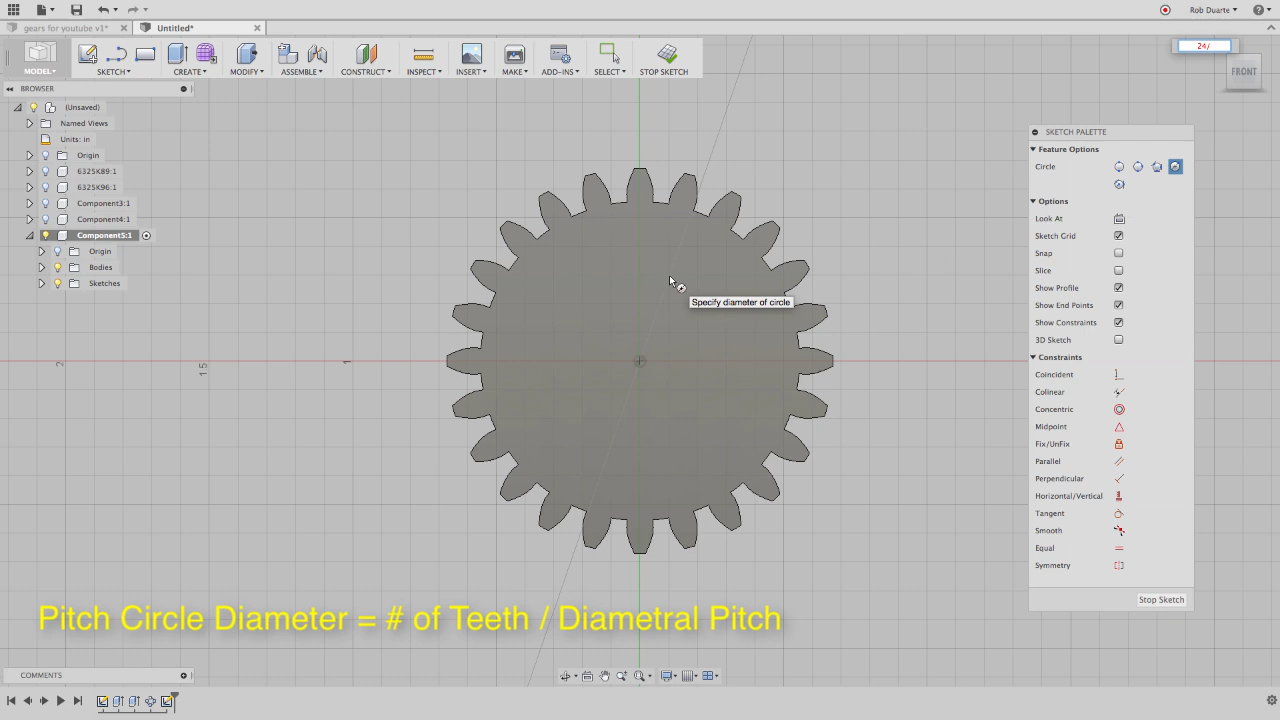 Rob Duarte
gears for youtube v1*
Untitled*
24/
MODEL
SKETCH
CREATE
MODIFY
ASSEMBLE
CONSTRUCT
INSPECT
INSERT
MAKE
ADD-INS
SELECT
STOP SKETCH
FRONT
BROWSER
(Unsaved)
Named Views
Units: in
Origin
6325K89:1
6325K96:1
Component3:1
Component4:1
Component5:1
Origin
Bodies
Sketches
2
1.5
1
Specify diameter of circle
SKETCH PALETTE
Feature Options
Circle
Options
Look At
Sketch Grid
Snap
Slice
Show Profile
Show End Points
Show Constraints
3D Sketch
Constraints
Coincident
Colinear
Concentric
Midpoint
Fix/UnFix
Parallel
Perpendicular
Horizontal/Vertical
Tangent
Smooth
Equal
Symmetry
Stop Sketch
Pitch Circle Diameter = # of Teeth / Diametral Pitch
COMMENTS